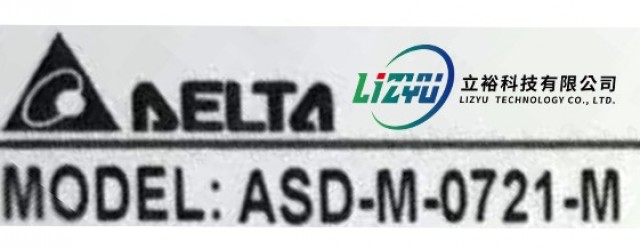 DELTA
LiZYU
立裕科技有限公司
LIZYU TECHNOLOGY CO., LTD.
MODEL: ASD-M-0721-M